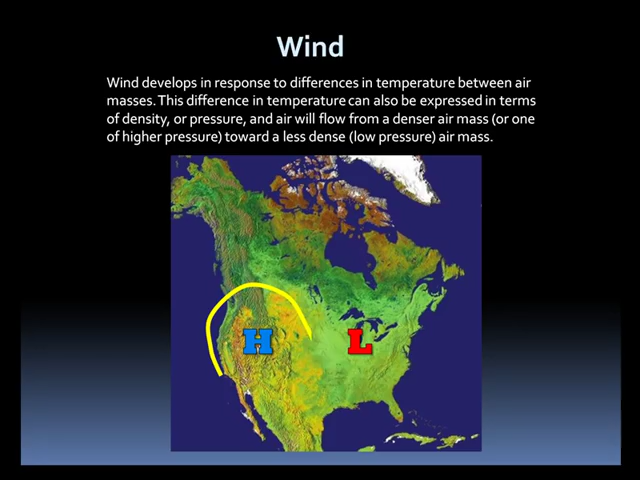 Wind
Wind develops in response to differences in temperature between air
masses. This difference in temperature can also be expressed in terms
of density, or pressure, and air will flow from a denser air mass (or one
of higher pressure) toward a less dense (low pressure) air mass.
H L